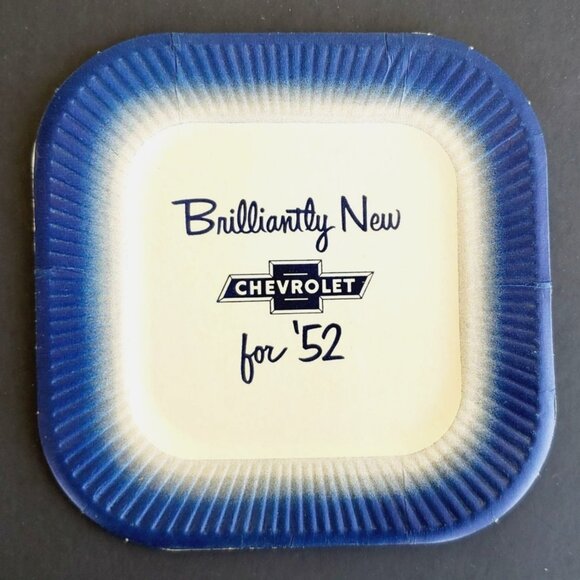 Brilliantly New
CHEVROLET
for '52